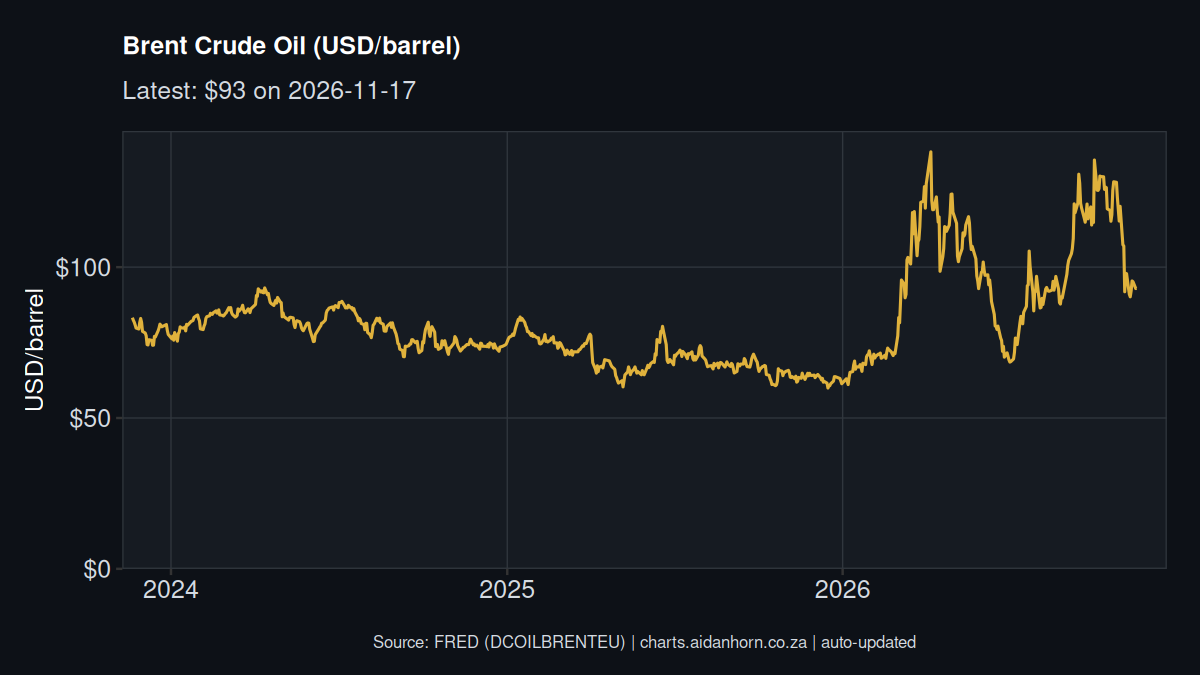 Brent Crude Oil (USD/barrel)
Latest: $93 on 2026-11-17
USD/barrel
$100
$50
$0
2024
2025
2026
Source: FRED (DCOILBRENTEU) | charts.aidanhorn.co.za | auto-updated